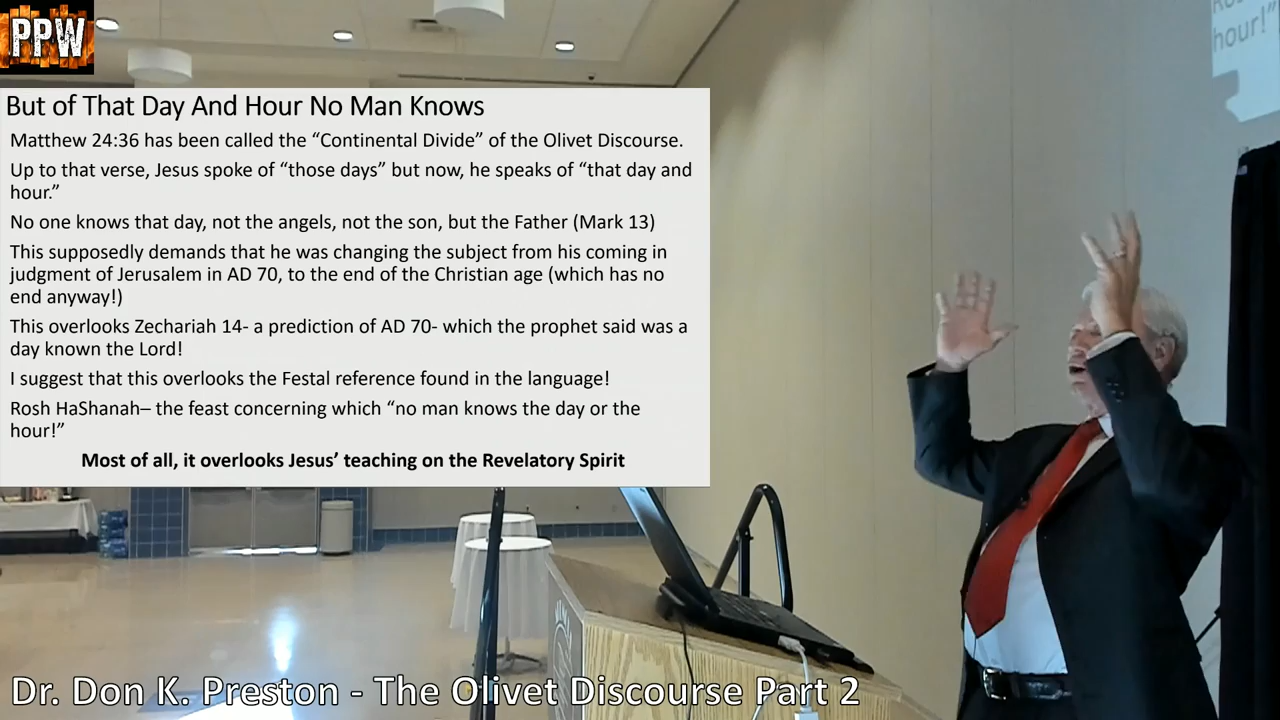 PPW
But of That Day And Hour No Man Knows
Matthew 24:36 has been called the “Continental Divide” of the Olivet Discourse.
Up to that verse, Jesus spoke of “those days” but now, he speaks of “that day and
hour.”
No one knows that day, not the angels, not the son, but the Father (Mark 13)
This supposedly demands that he was changing the subject from his coming in
judgment of Jerusalem in AD 70, to the end of the Christian age (which has no
end anyway!)
This overlooks Zechariah 14- a prediction of AD 70- which the prophet said was a
day known the Lord!
I suggest that this overlooks the Festal reference found in the language!
Rosh HaShanah– the feast concerning which “no man knows the day or the
hour!”
Most of all, it overlooks Jesus’ teaching on the Revelatory Spirit
hour!”
Dr. Don K. Preston - The Olivet Discourse Part 2